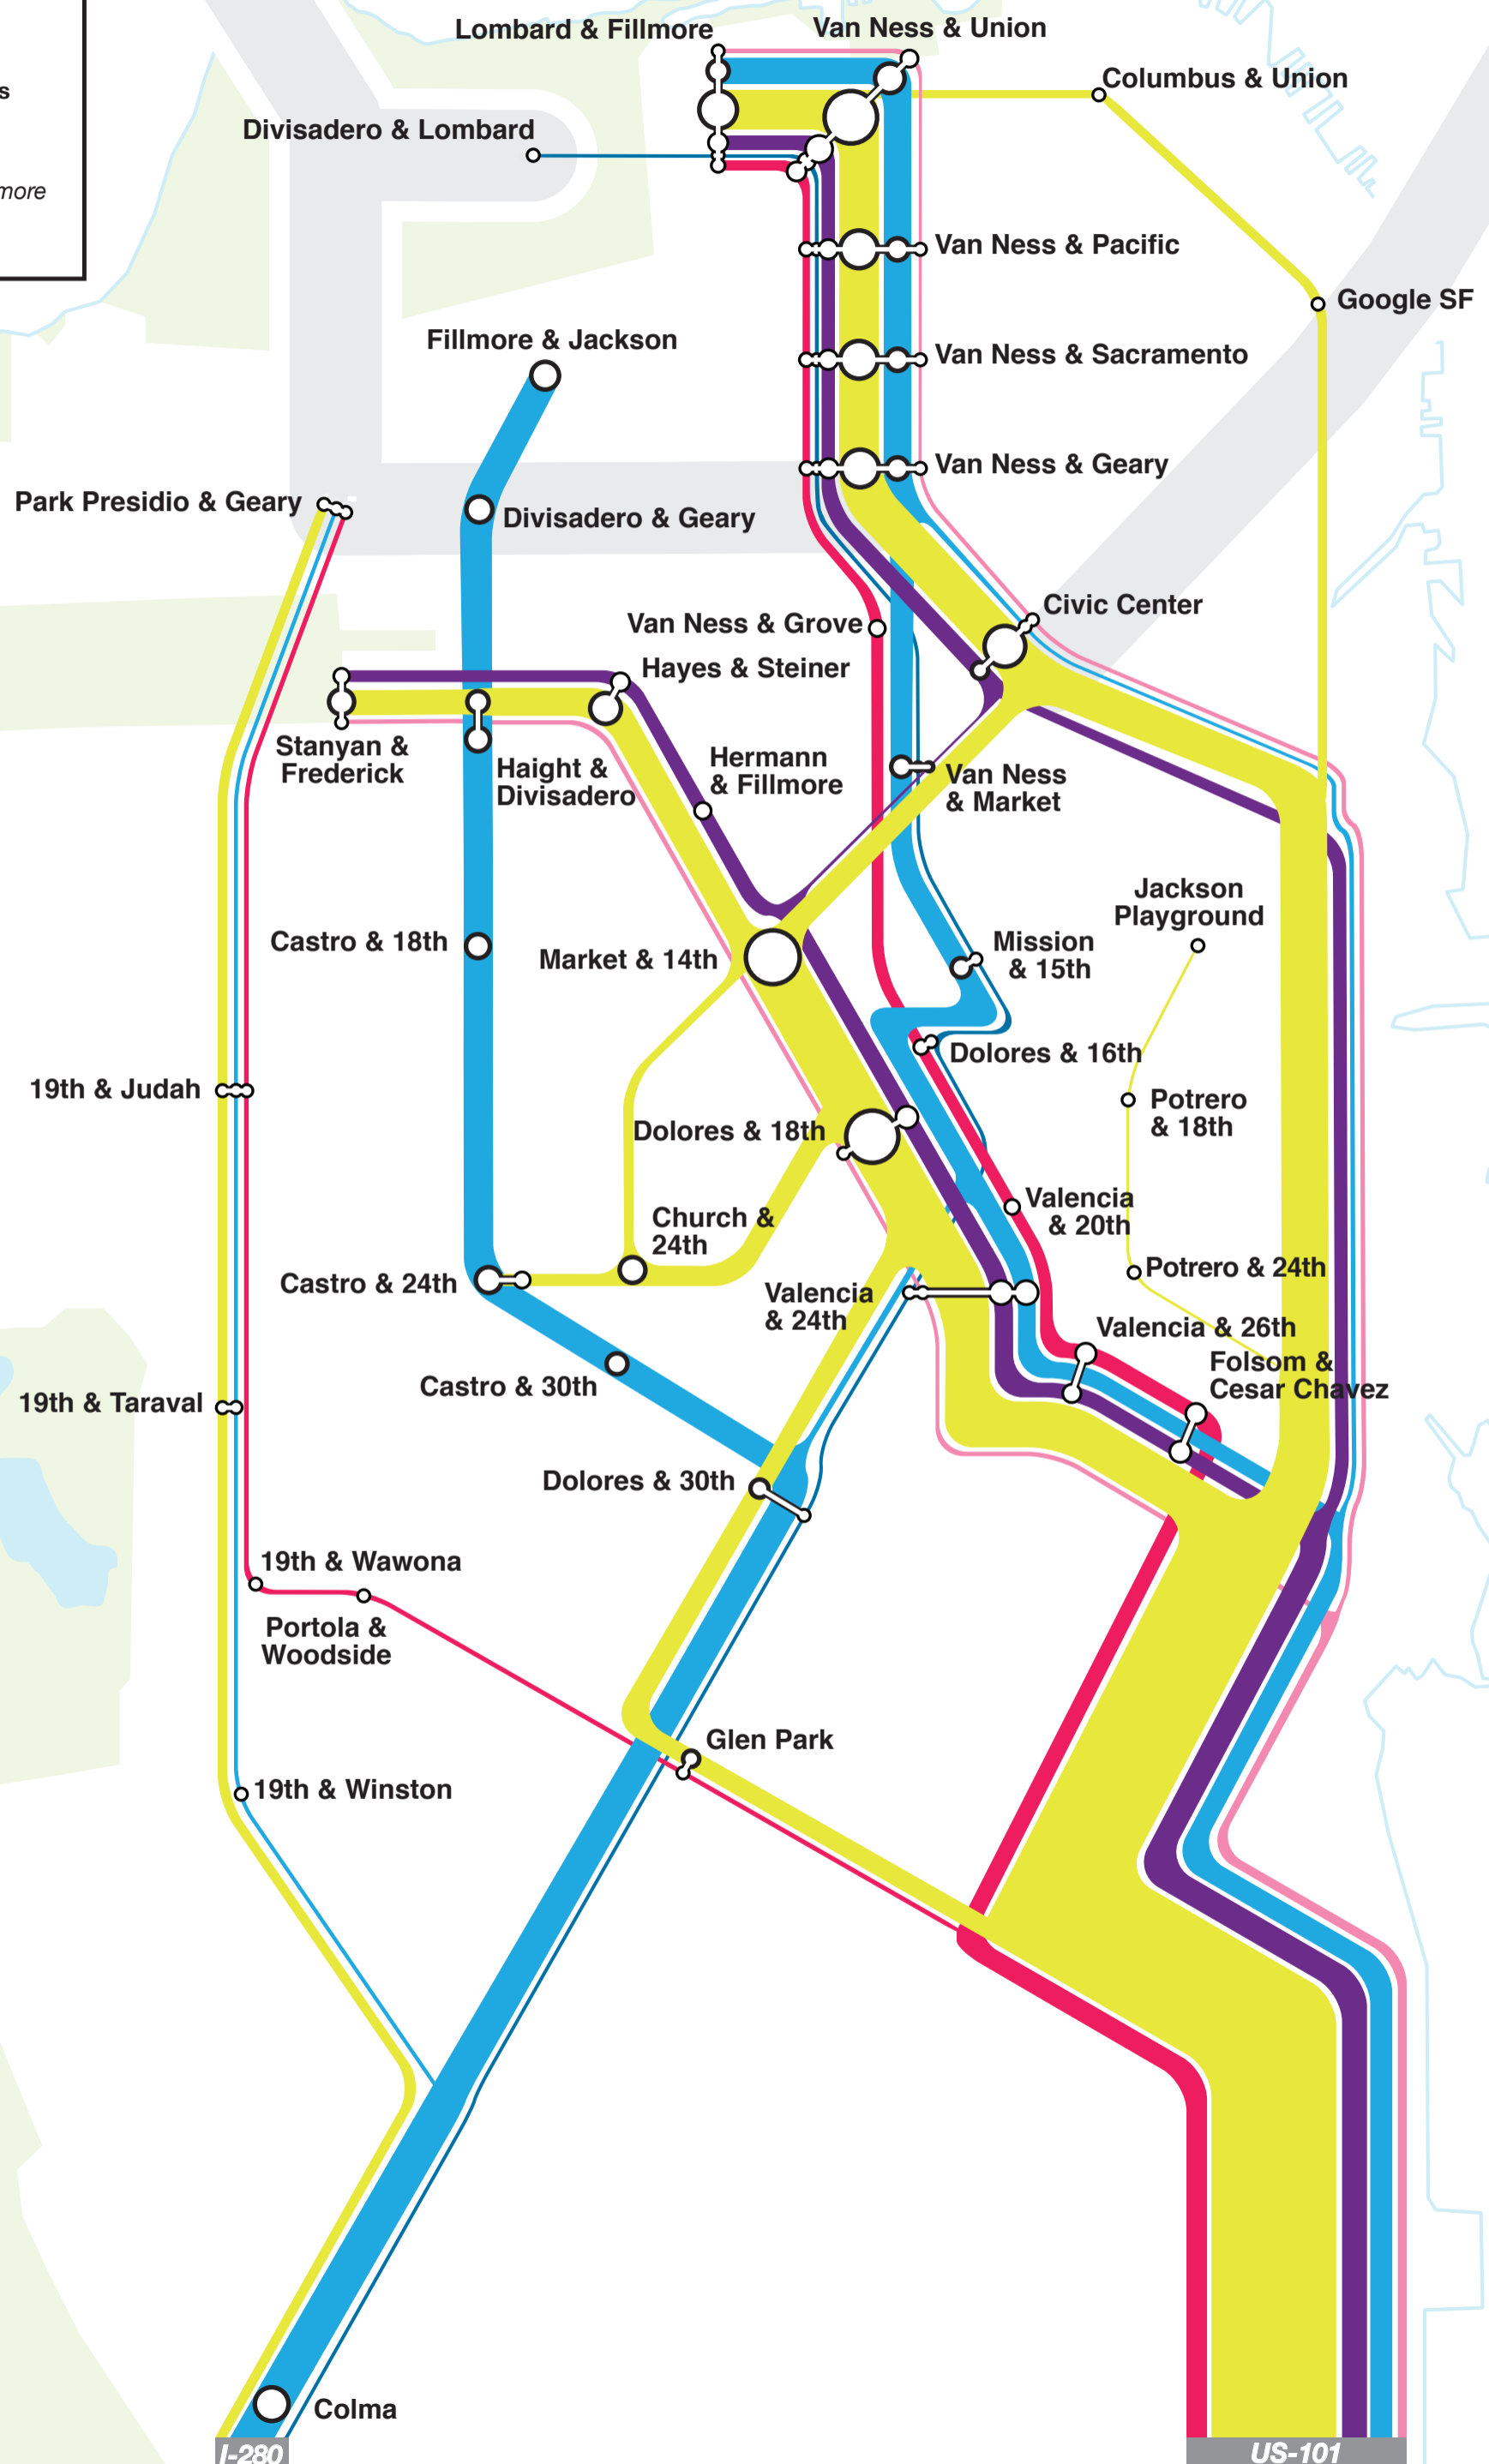 Lombard & Fillmore
Van Ness & Union
s
Columbus & Union
Divisadero & Lombard
more
Van Ness & Pacific
Google SF
Fillmore & Jackson
Van Ness & Sacramento
Van Ness & Geary
Park Presidio & Geary
Divisadero & Geary
Civic Center
Van Ness & Grove
Hayes & Steiner
Stanyan &
Frederick
Haight &
Divisadero
Hermann
& Fillmore
Van Ness
& Market
Jackson
Playground
Castro & 18th
Market & 14th
Mission
& 15th
Dolores & 16th
19th & Judah
Potrero
& 18th
Dolores & 18th
Valencia
& 20th
Church &
24th
Potrero & 24th
Castro & 24th
Valencia
& 24th
Valencia & 26th
Folsom &
Cesar Chavez
Castro & 30th
19th & Taraval
Dolores & 30th
19th & Wawona
Portola &
Woodside
Glen Park
19th & Winston
Colma
I-280
US-101